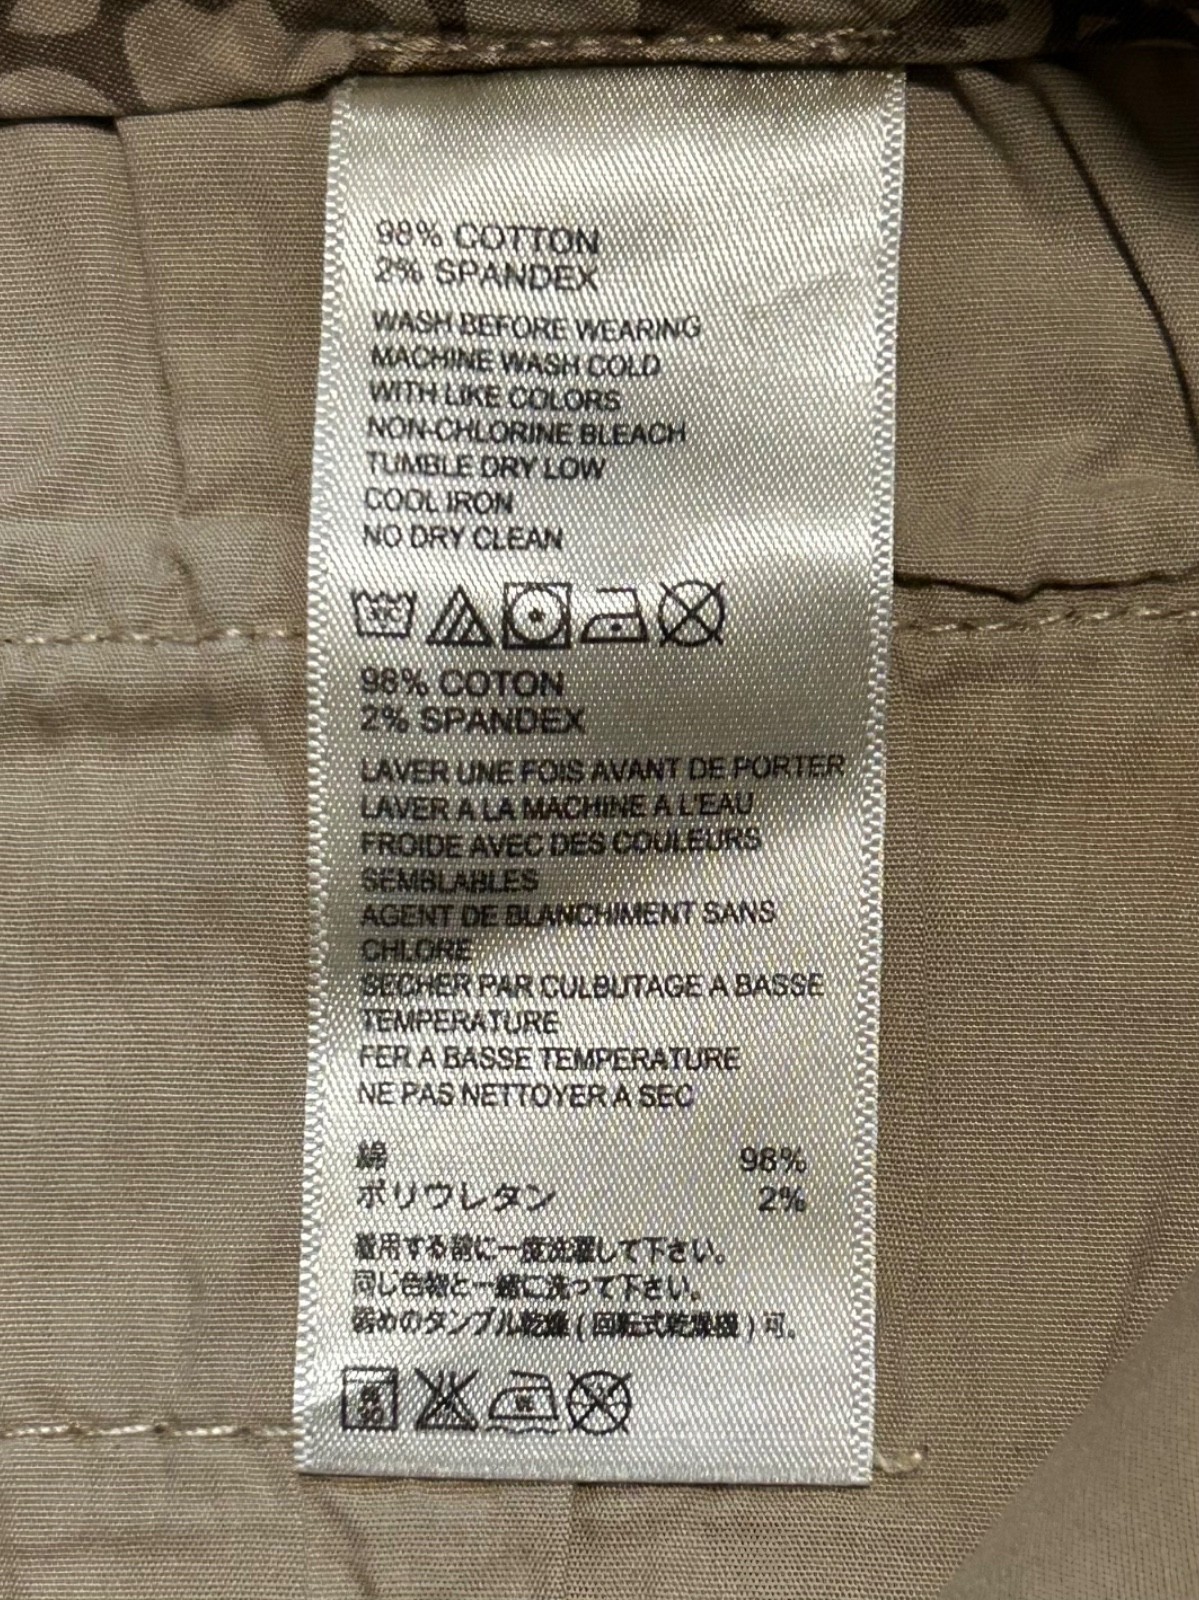 98% COTTON
2% SPANDEX
WASH BEFORE WEARING
MACHINE WASH COLD
WITH LIKE COLORS
NON-CHLORINE BLEACH
TUMBLE DRY LOW
COOL IRON
NO DRY CLEAN
98% COTON
2% SPANDEX
LAVER UNE FOIS AVANT DE PORTER
LAVER A LA MACHINE A L'EAU
FROIDE AVEC DES COULEURS
SEMBLABLES
AGENT DE BLANCHIMENT SANS
CHLORE
SECHER PAR CULBUTAGE A BASSE
TEMPERATURE
FER A BASSE TEMPERATURE
NE PAS NETTOYER A SEC
綿 98%
ポリウレタン 2%
着用する前に一度洗濯して下さい。
同じ色物と一緒に洗って下さい。
弱めのタンブル乾燥(回転式乾燥機)可。